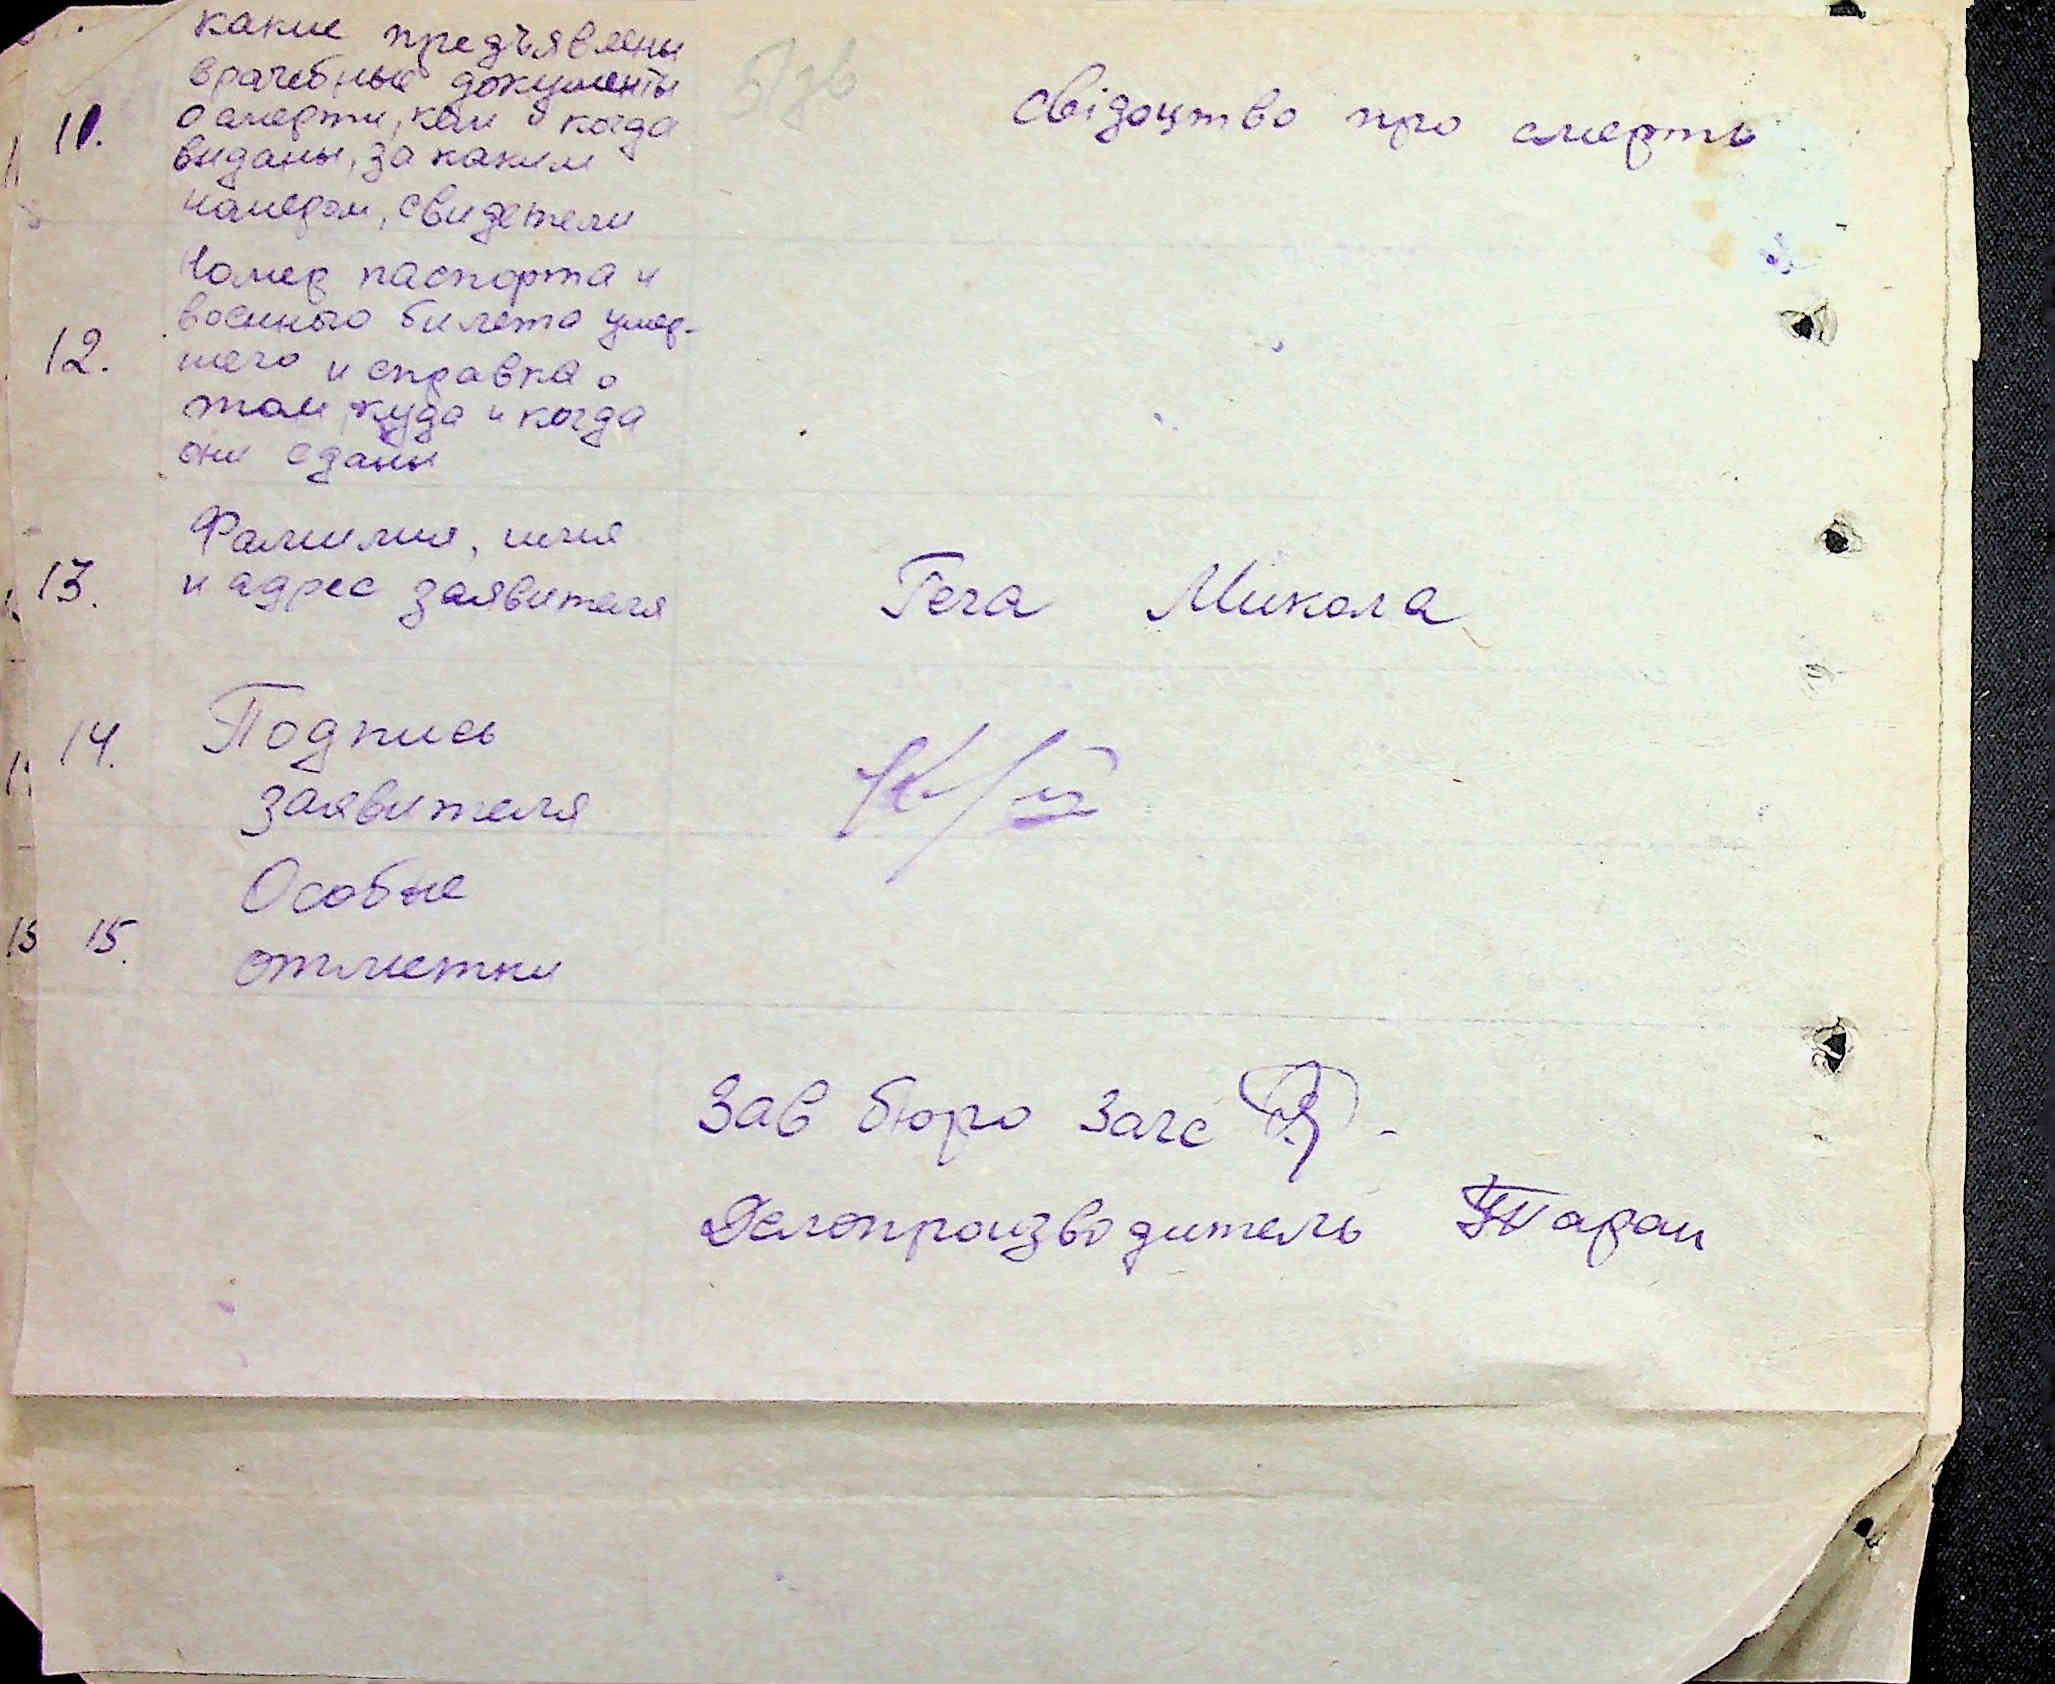 какие предъявлены
врачебные документы
11. о смерти, кем и когда
виданы, за каким
номером, свидетели
свідоцтво про смерть
Номер паспорта и
военного билета умер-
12. шего и справка о
том куда и когда
они сданы
Фамилия, имя
13. и адрес заявителя
Гега Микола
14. Подпись
заявителя
Особые
15. отметки
Зав бюро загс
Делопроизводитель Таран
13